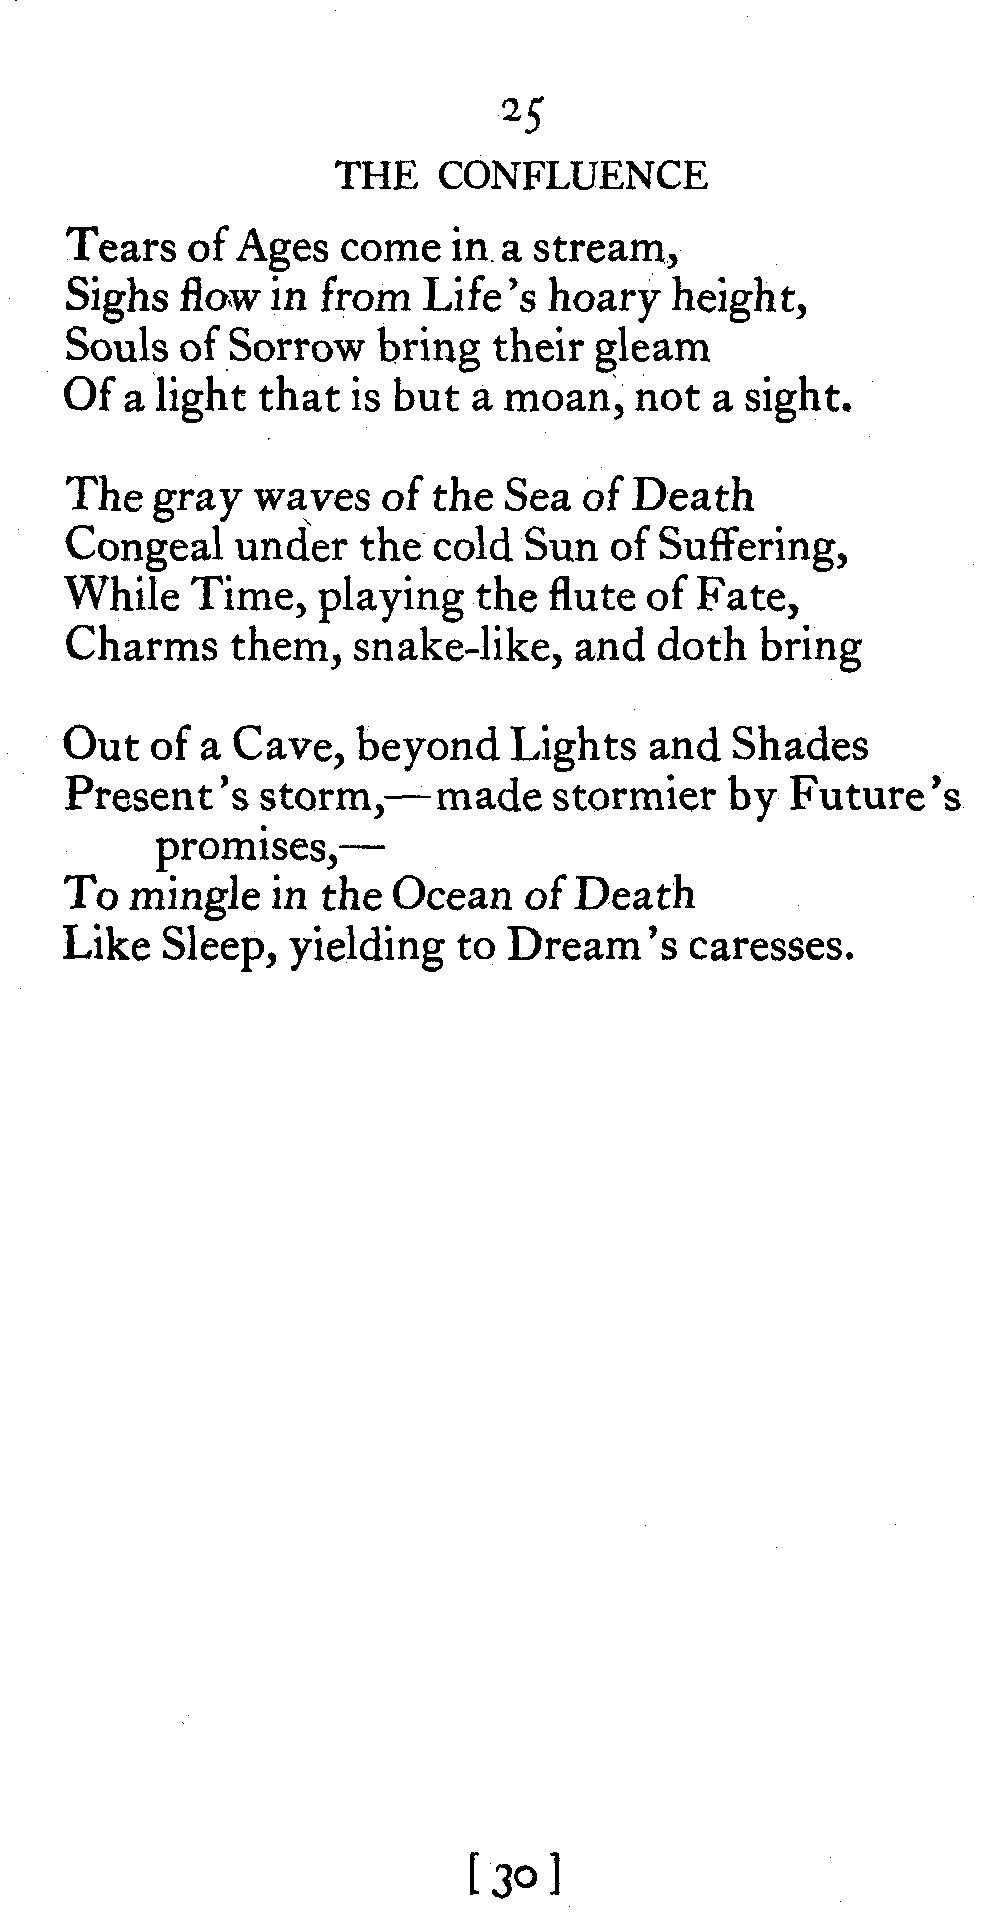 25
THE CONFLUENCE
Tears of Ages come in a stream,
Sighs flow in from Life's hoary height,
Souls of Sorrow bring their gleam
Of a light that is but a moan, not a sight.
The gray waves of the Sea of Death
Congeal under the cold Sun of Suffering,
While Time, playing the flute of Fate,
Charms them, snake-like, and doth bring
Out of a Cave, beyond Lights and Shades
Present's storm,—made stormier by Future's
promises,—
To mingle in the Ocean of Death
Like Sleep, yielding to Dream's caresses.
[ 30 ]